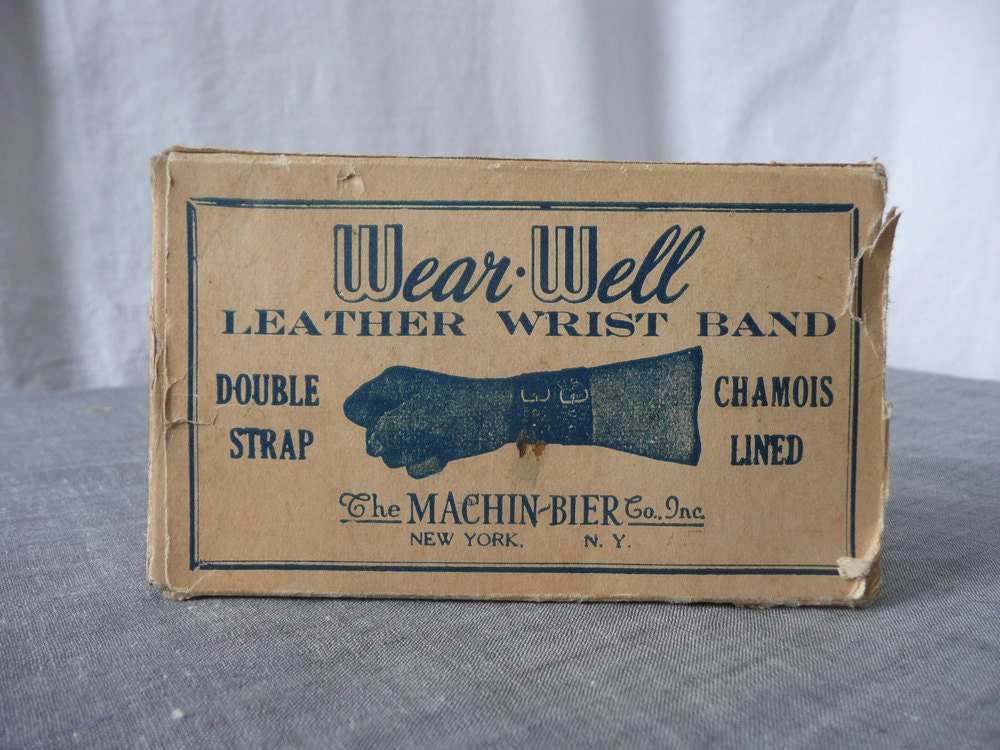 Wear-Well
LEATHER WRIST BAND
DOUBLE STRAP
CHAMOIS LINED
The MACHIN-BIER Co., Inc.
NEW YORK, N. Y.